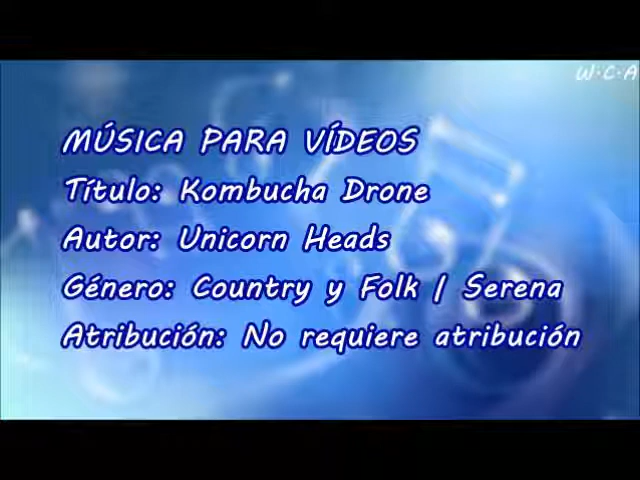 W.C.A
MÚSICA PARA VÍDEOS
Título: Kombucha Drone
Autor: Unicorn Heads
Género: Country y Folk | Serena
Atribución: No requiere atribución